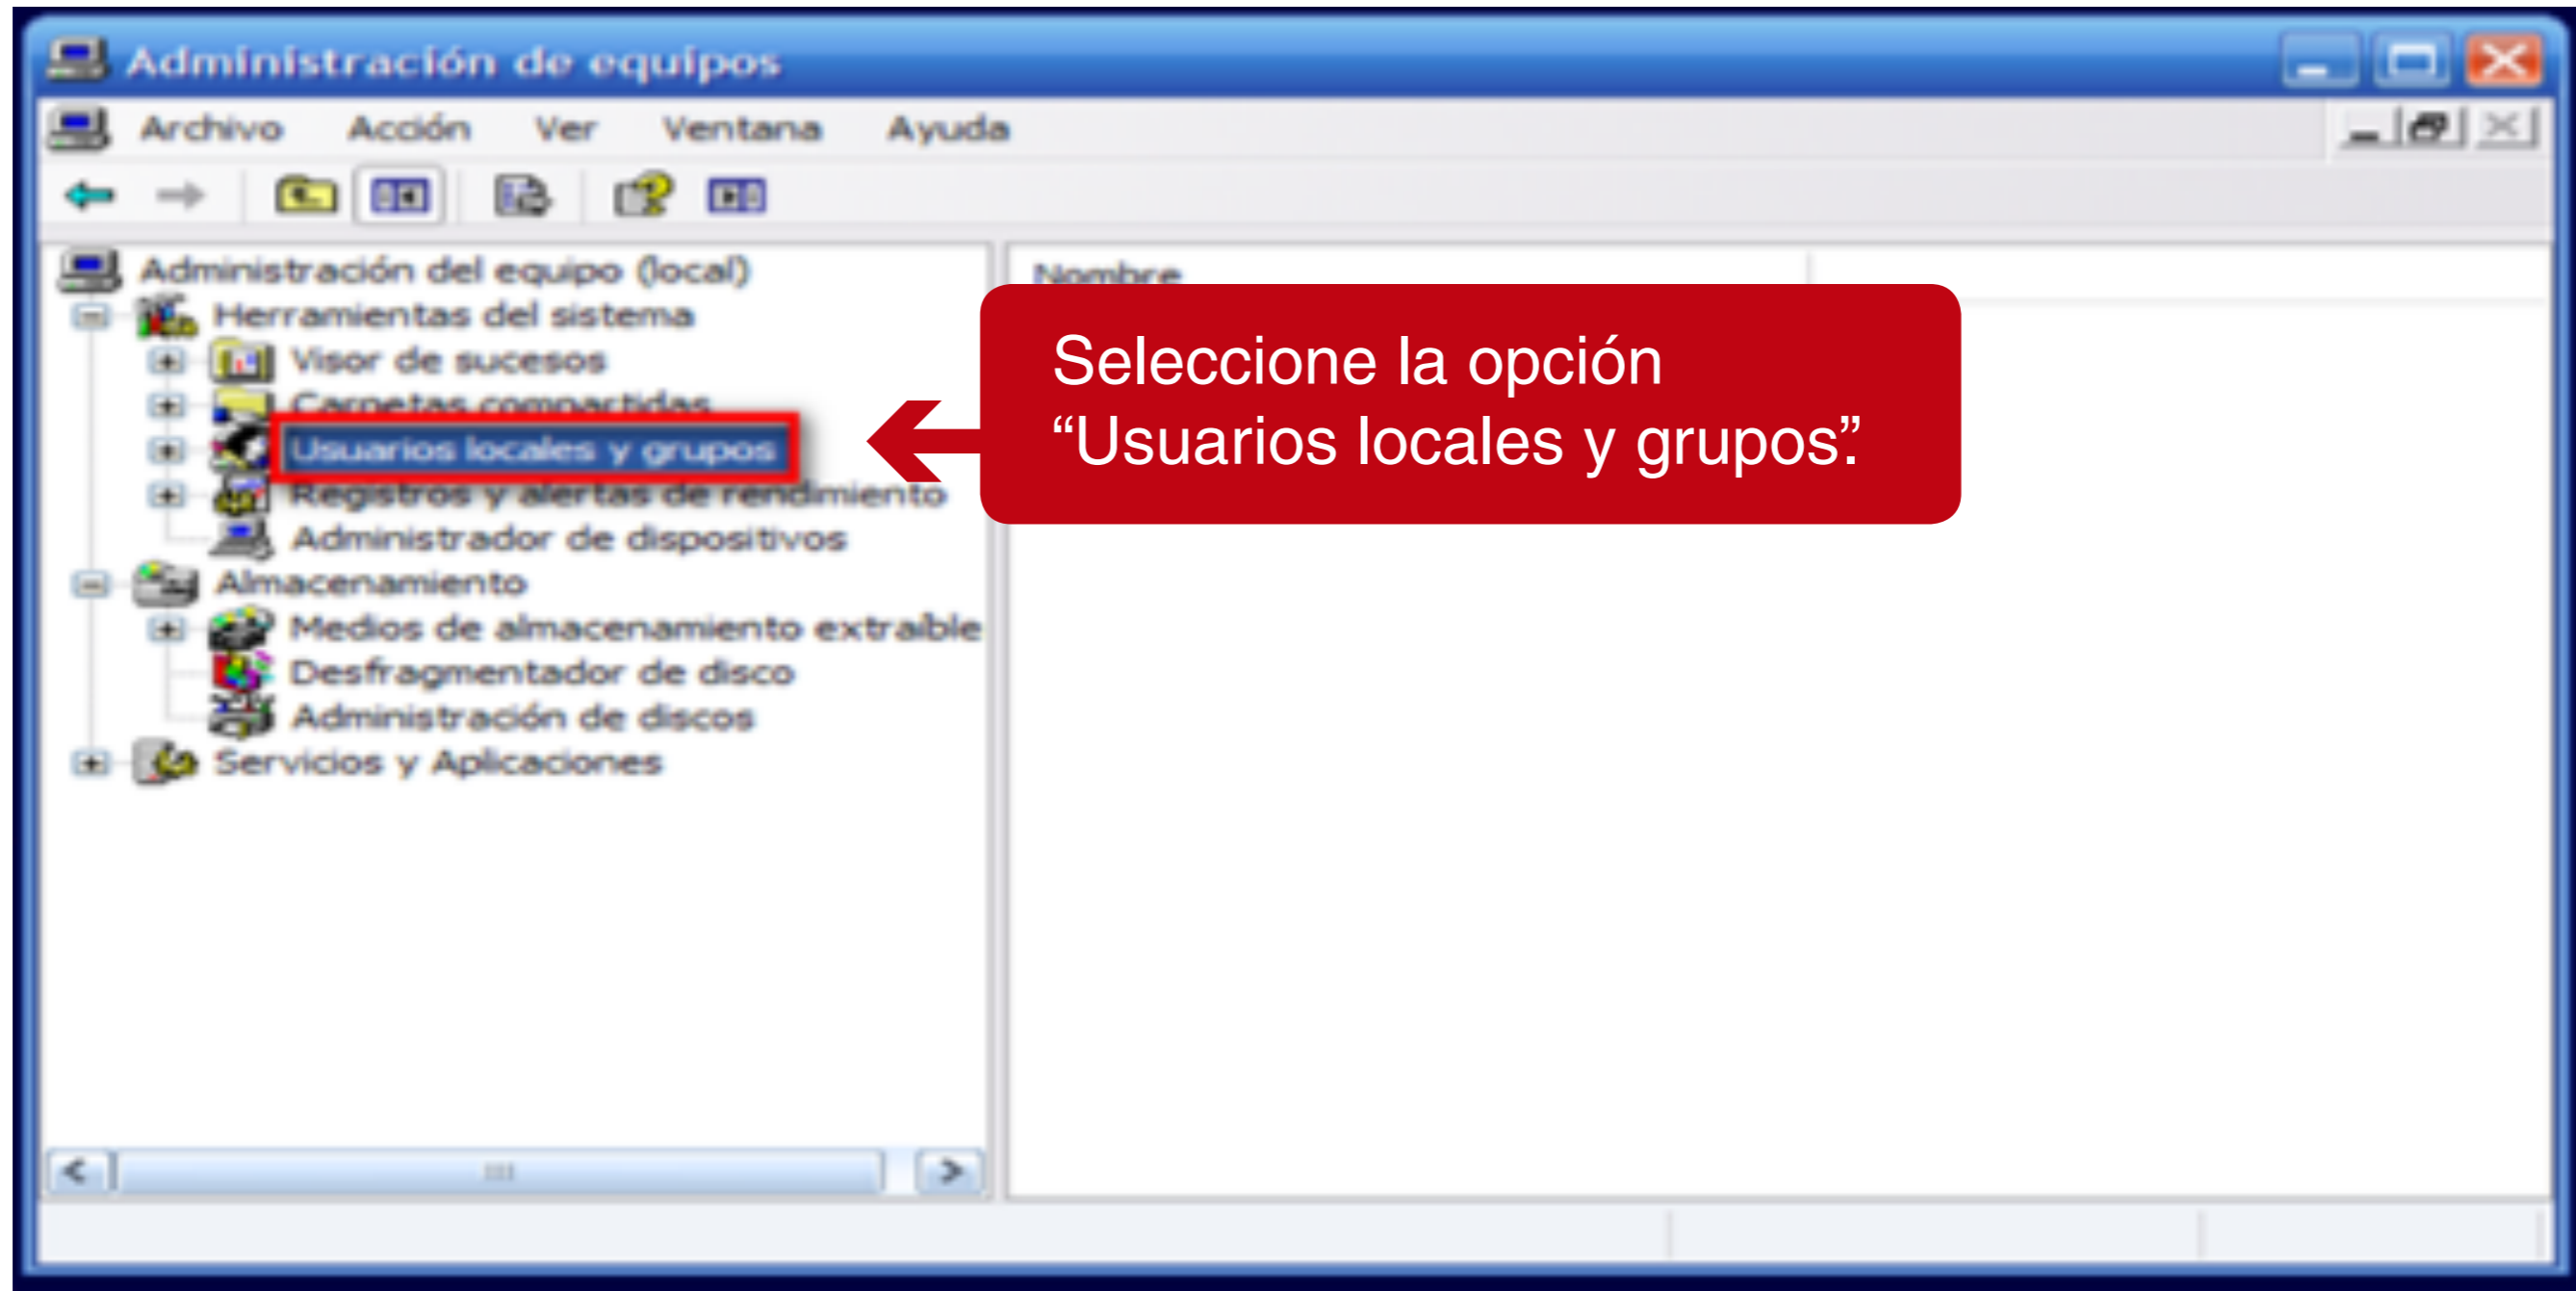 Administración de equipos
Archivo Acción Ver Ventana Ayuda
Administración del equipo (local)
Herramientas del sistema
Visor de sucesos
Carpetas compartidas
Usuarios locales y grupos
Registros y alertas de rendimiento
Administrador de dispositivos
Almacenamiento
Medios de almacenamiento extraíble
Desfragmentador de disco
Administración de discos
Servicios y Aplicaciones
Nombre
Seleccione la opción
“Usuarios locales y grupos”.